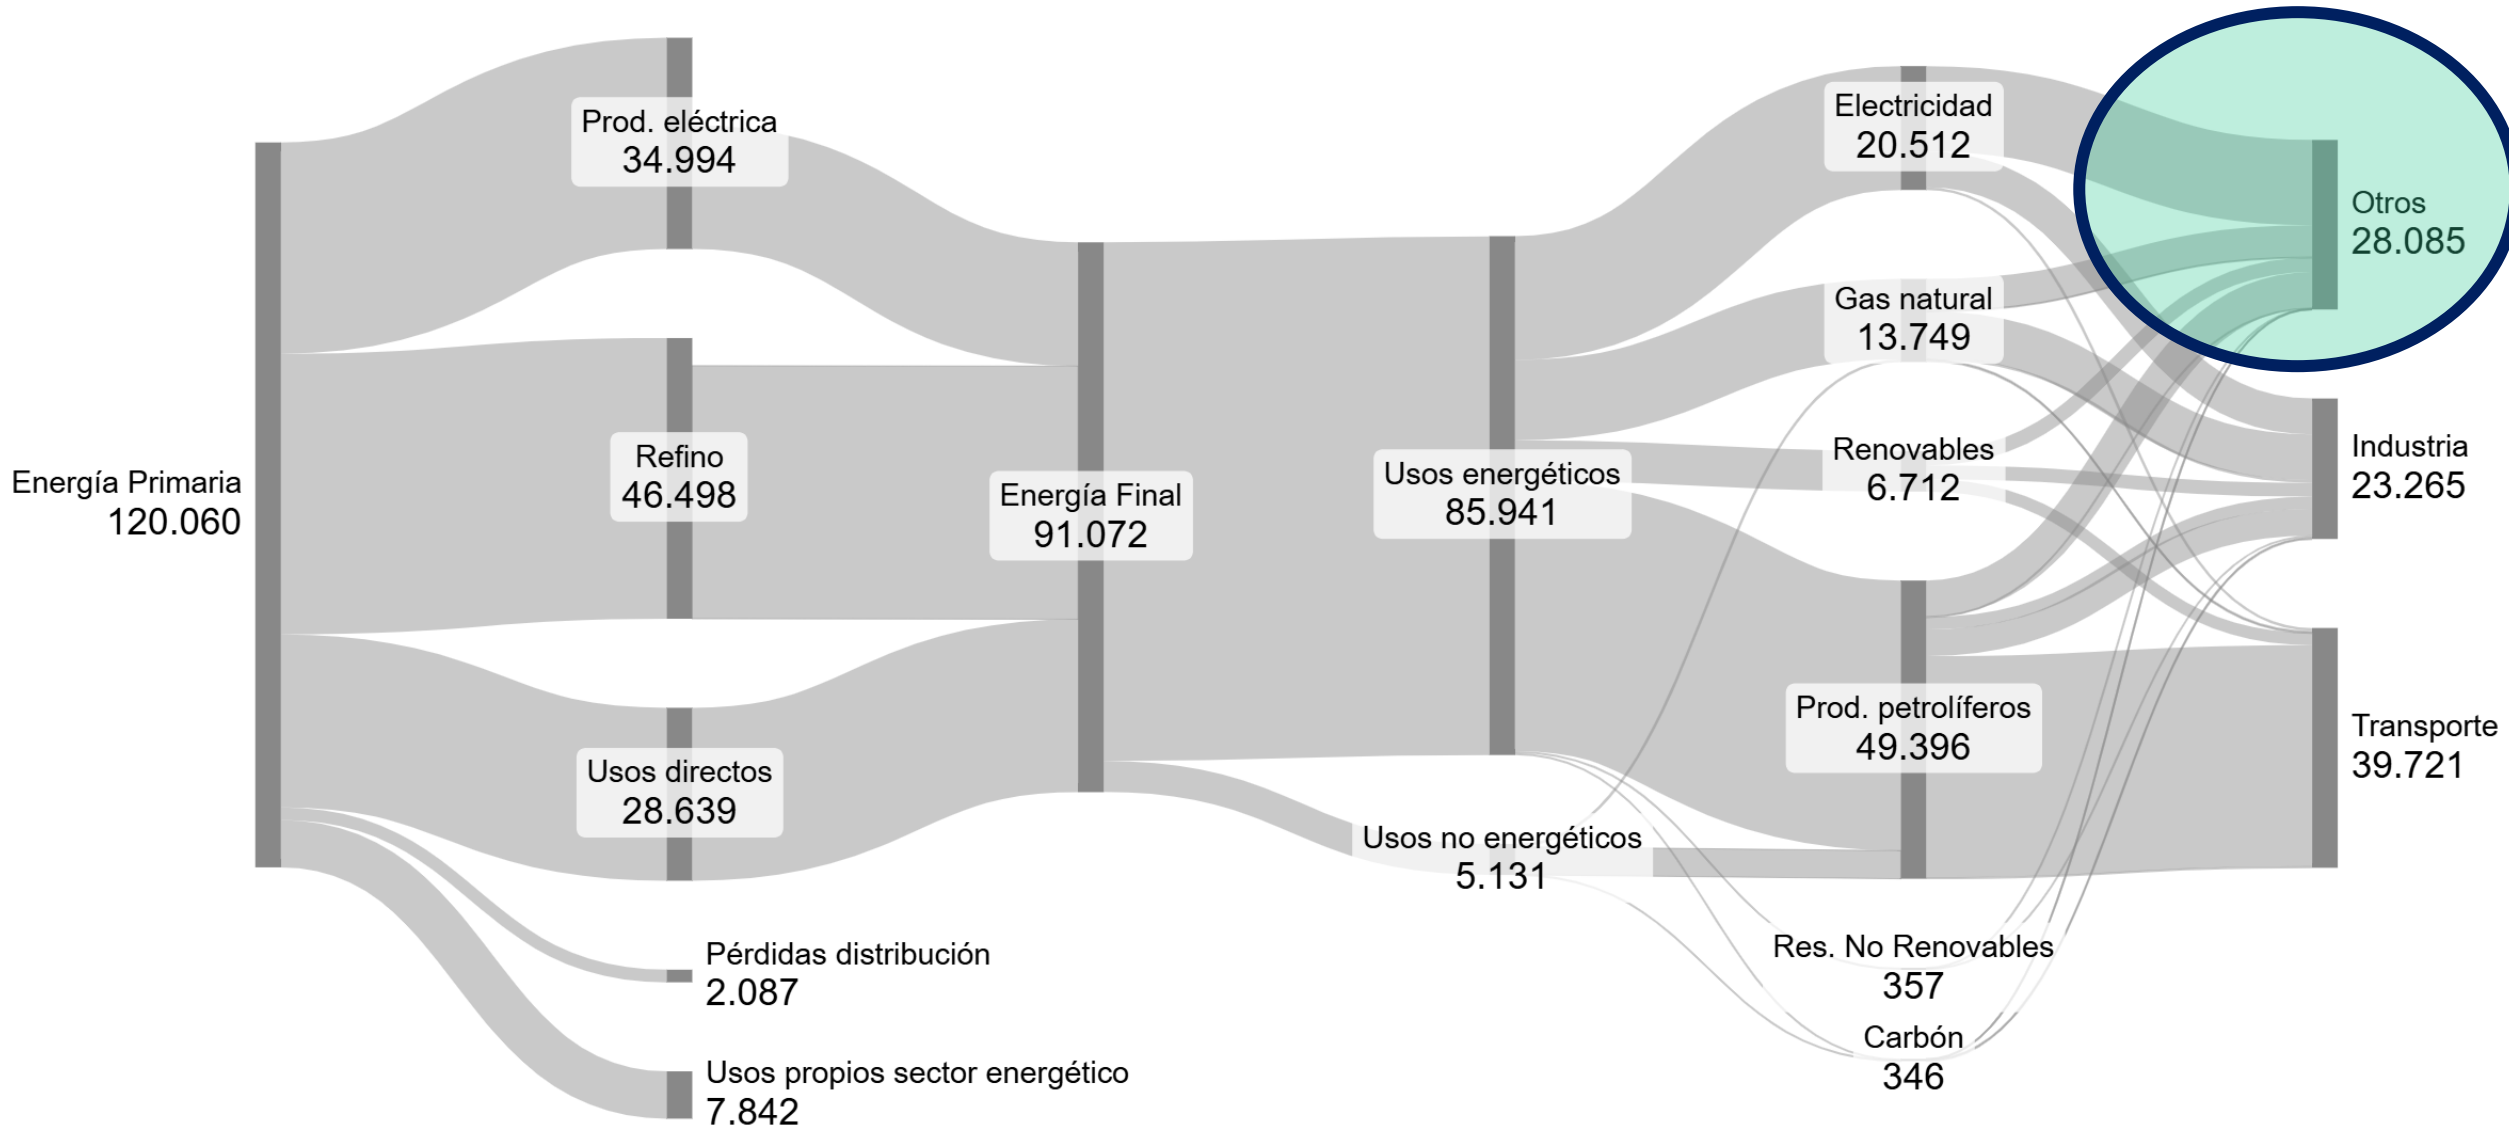 Energía Primaria
120.060
Prod. eléctrica
34.994
Refino
46.498
Usos directos
28.639
Pérdidas distribución
2.087
Usos propios sector energético
7.842
Energía Final
91.072
Usos energéticos
85.941
Usos no energéticos
5.131
Electricidad
20.512
Gas natural
13.749
Renovables
6.712
Prod. petrolíferos
49.396
Res. No Renovables
357
Carbón
346
Otros
28.085
Industria
23.265
Transporte
39.721